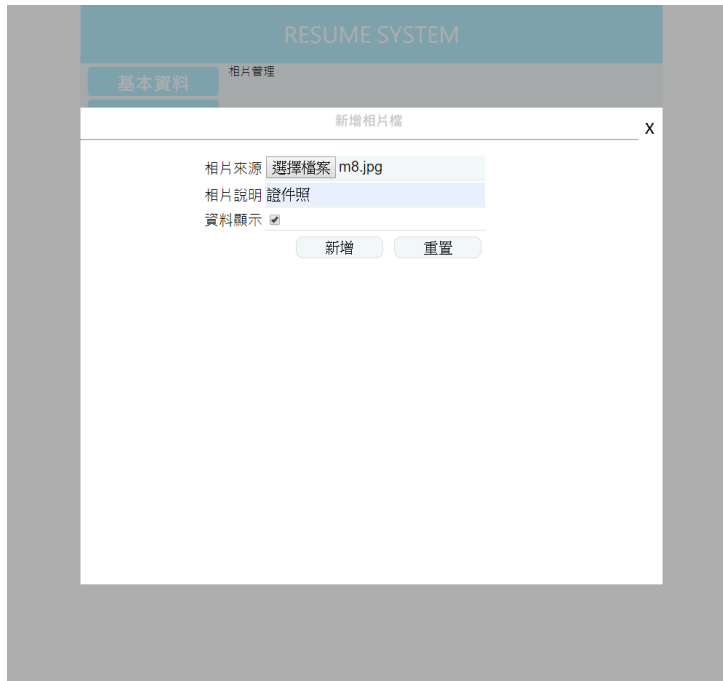 RESUME SYSTEM
基本資料
相片管理
新增相片檔
X
相片來源 選擇檔案 m8.jpg
相片說明 證件照
資料顯示
新增 重置